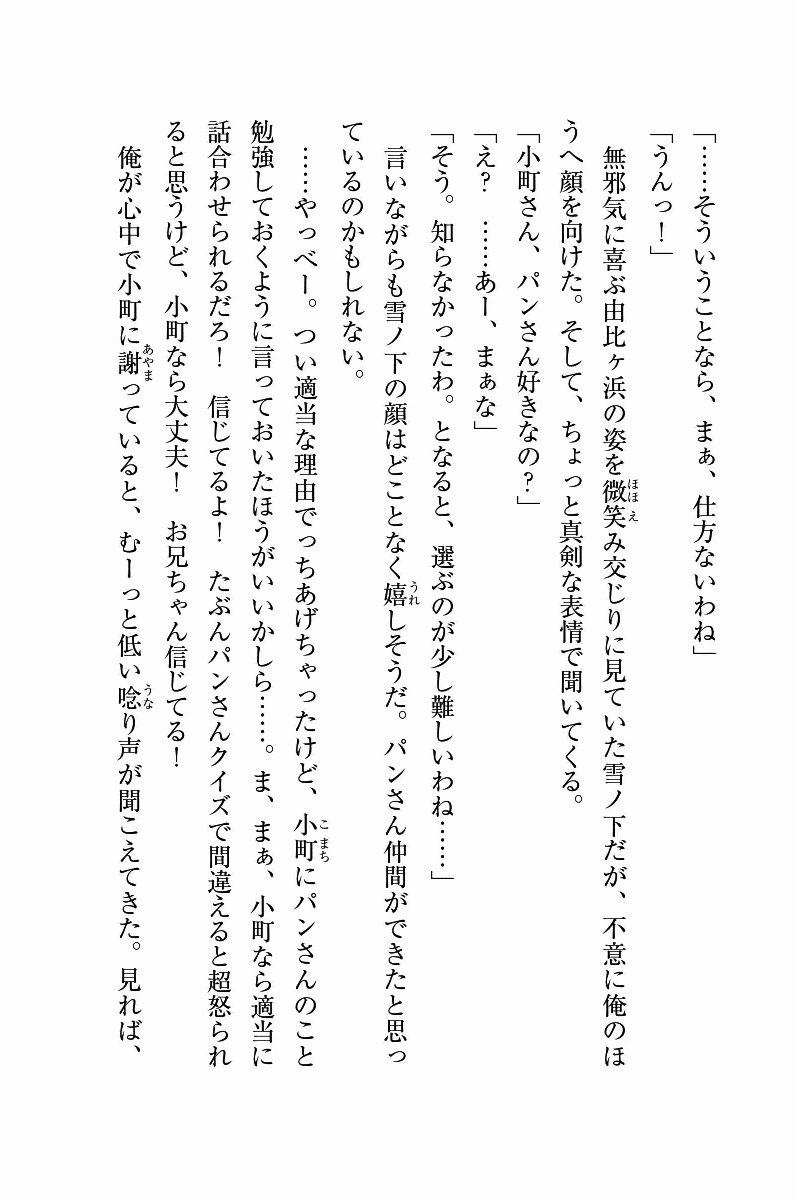 「……そういうことなら、まぁ、仕方ないわね」
「うんっ！」
　無邪気に喜ぶ由比ヶ浜の姿を微笑み交じりに見ていた雪ノ下だが、不意に俺のほ
うへ顔を向けた。そして、ちょっと真剣な表情で聞いてくる。
「小町さん、パンさん好きなの？」
「え？　……あー、まぁな」
「そう。知らなかったわ。となると、選ぶのが少し難しいわね……」
　言いながらも雪ノ下の顔はどことなく嬉しそうだ。パンさん仲間ができたと思っ
ているのかもしれない。
　……やっべー。つい適当な理由でっちあげちゃったけど、小町にパンさんのこと
勉強しておくように言っておいたほうがいいかしら……。ま、まぁ、小町なら適当に
話合わせられるだろ！　信じてるよ！　たぶんパンさんクイズで間違えると超怒られ
ると思うけど、小町なら大丈夫！　お兄ちゃん信じてる！
　俺が心中で小町に謝っていると、むーっと低い唸り声が聞こえてきた。見れば、